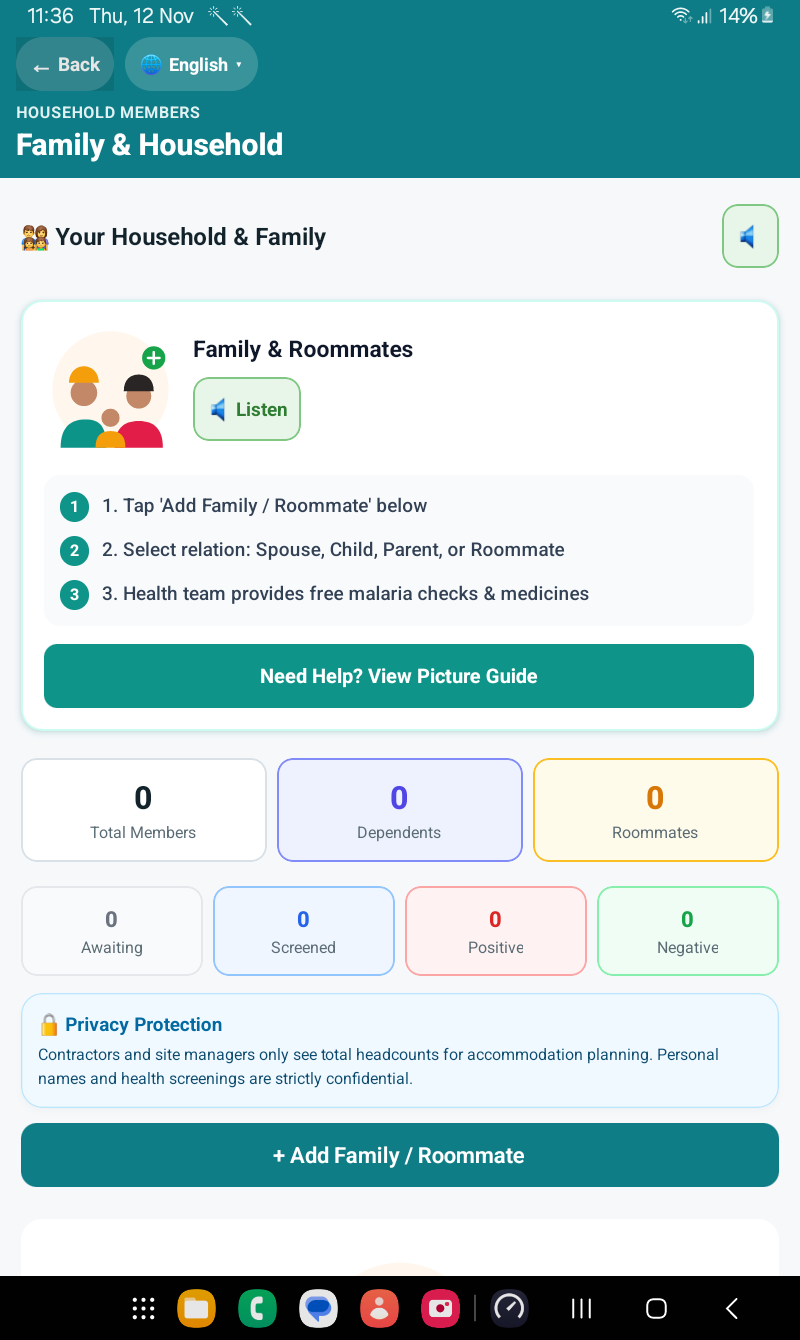 11:36 Thu, 12 Nov 14%
← Back English
HOUSEHOLD MEMBERS
Family & Household
Your Household & Family
Family & Roommates
Listen
1 1. Tap 'Add Family / Roommate' below
2 2. Select relation: Spouse, Child, Parent, or Roommate
3 3. Health team provides free malaria checks & medicines
Need Help? View Picture Guide
0 0 0
Total Members Dependents Roommates
0 0 0 0
Awaiting Screened Positive Negative
Privacy Protection
Contractors and site managers only see total headcounts for accommodation planning. Personal
names and health screenings are strictly confidential.
+ Add Family / Roommate